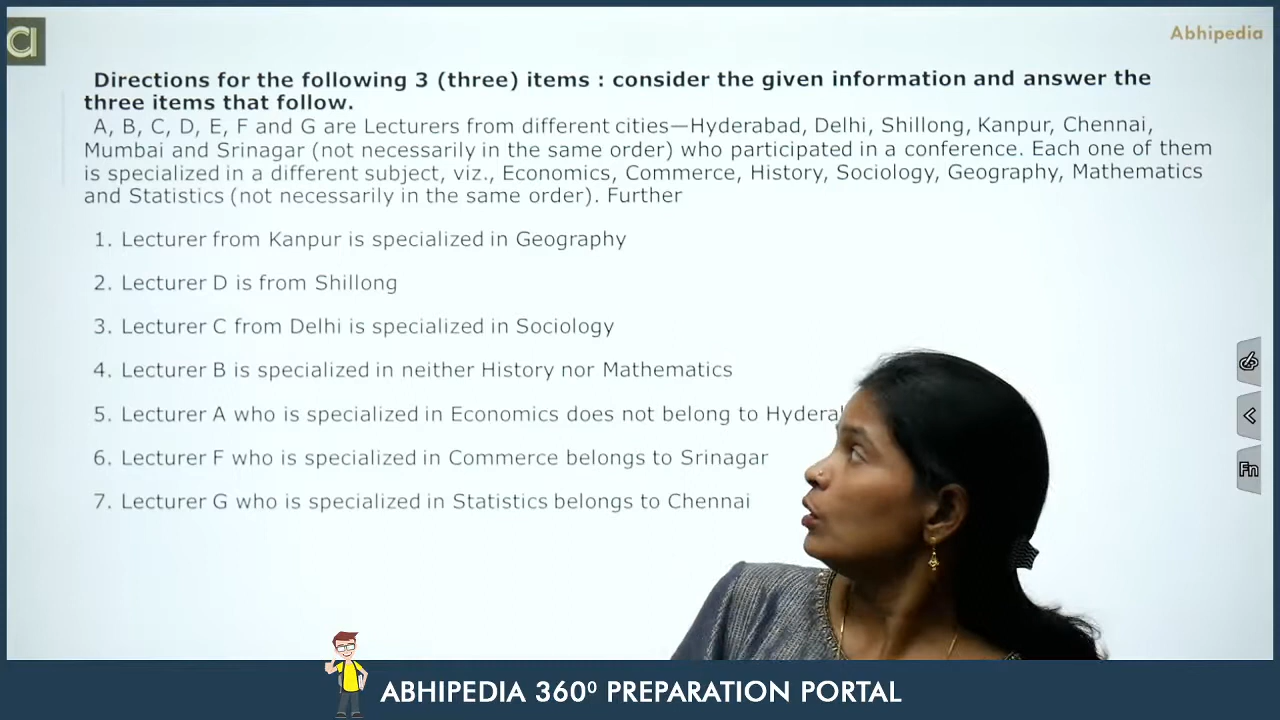 a
Abhipedia
Directions for the following 3 (three) items : consider the given information and answer the
three items that follow.
A, B, C, D, E, F and G are Lecturers from different cities—Hyderabad, Delhi, Shillong, Kanpur, Chennai,
Mumbai and Srinagar (not necessarily in the same order) who participated in a conference. Each one of them
is specialized in a different subject, viz., Economics, Commerce, History, Sociology, Geography, Mathematics
and Statistics (not necessarily in the same order). Further
1. Lecturer from Kanpur is specialized in Geography
2. Lecturer D is from Shillong
3. Lecturer C from Delhi is specialized in Sociology
4. Lecturer B is specialized in neither History nor Mathematics
5. Lecturer A who is specialized in Economics does not belong to
6. Lecturer F who is specialized in Commerce belongs to Srinagar
7. Lecturer G who is specialized in Statistics belongs to Chennai
Fn
ABHIPEDIA 360⁰ PREPARATION PORTAL